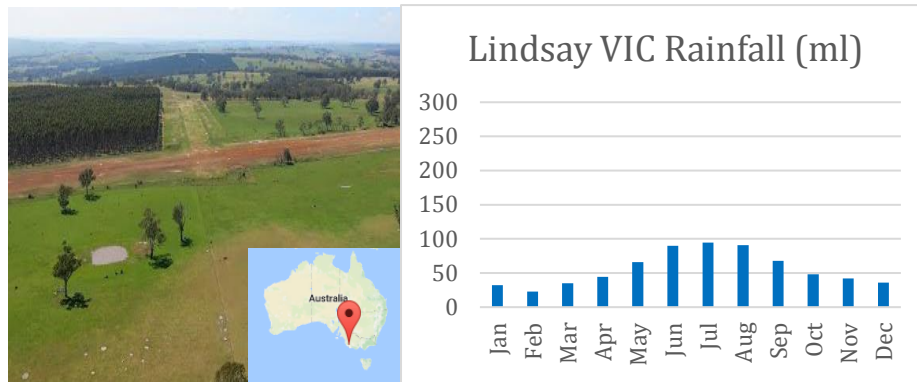 Australia
Lindsay VIC Rainfall (ml)
300
250
200
150
100
50
0
Jan
Feb
Mar
Apr
May
Jun
Jul
Aug
Sep
Oct
Nov
Dec